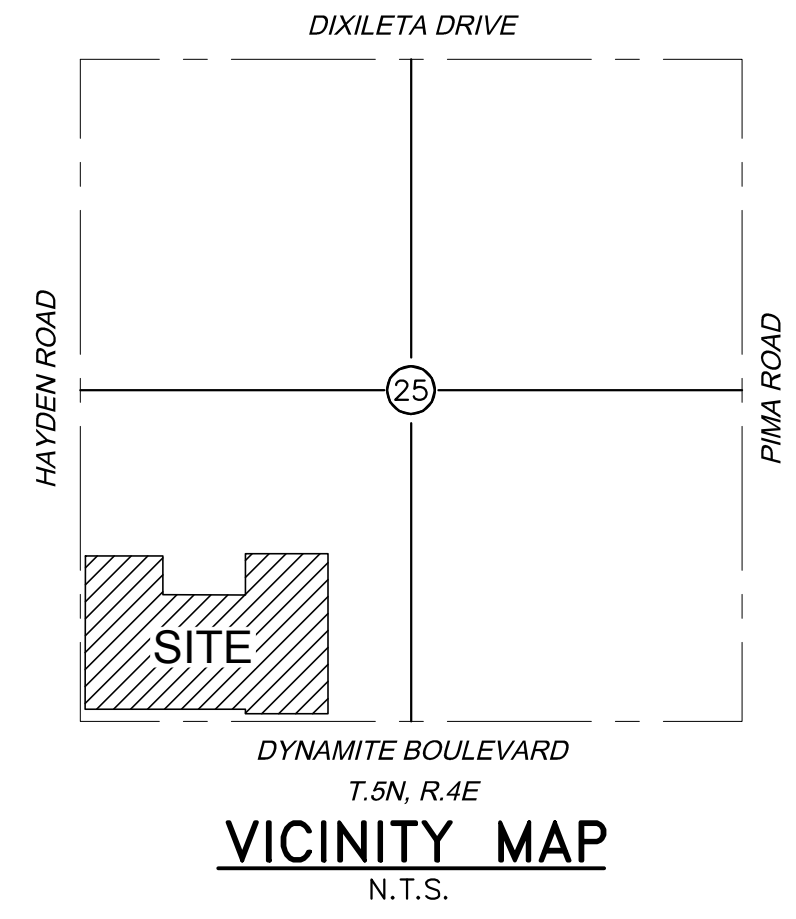 DIXILETA DRIVE
HAYDEN ROAD
PIMA ROAD
25
SITE
DYNAMITE BOULEVARD
T.5N, R.4E
VICINITY MAP
N.T.S.